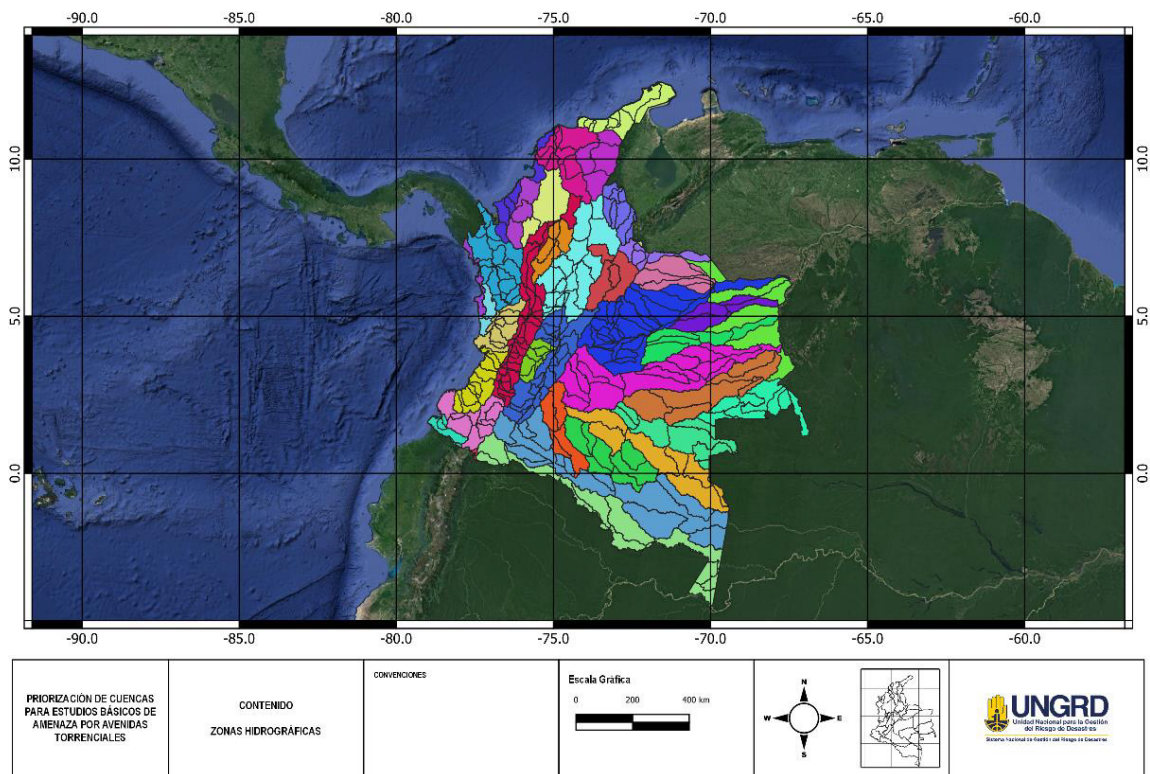 -90.0 -85.0 -80.0 -75.0 -70.0 -65.0 -60.0
10.0 10.0
5.0 5.0
0.0 0.0
-90.0 -85.0 -80.0 -75.0 -70.0 -65.0 -60.0
PRIORIZACIÓN DE CUENCAS
PARA ESTUDIOS BÁSICOS DE
AMENAZA POR AVENIDAS
TORRENCIALES
CONTENIDO
ZONAS HIDROGRÁFICAS
CONVENCIONES
Escala Gráfica
0 200 400 km
N
W E
S
UNGRD
Unidad Nacional para la Gestión
del Riesgo de Desastres
Sistema Nacional de Gestión del Riesgo de Desastres